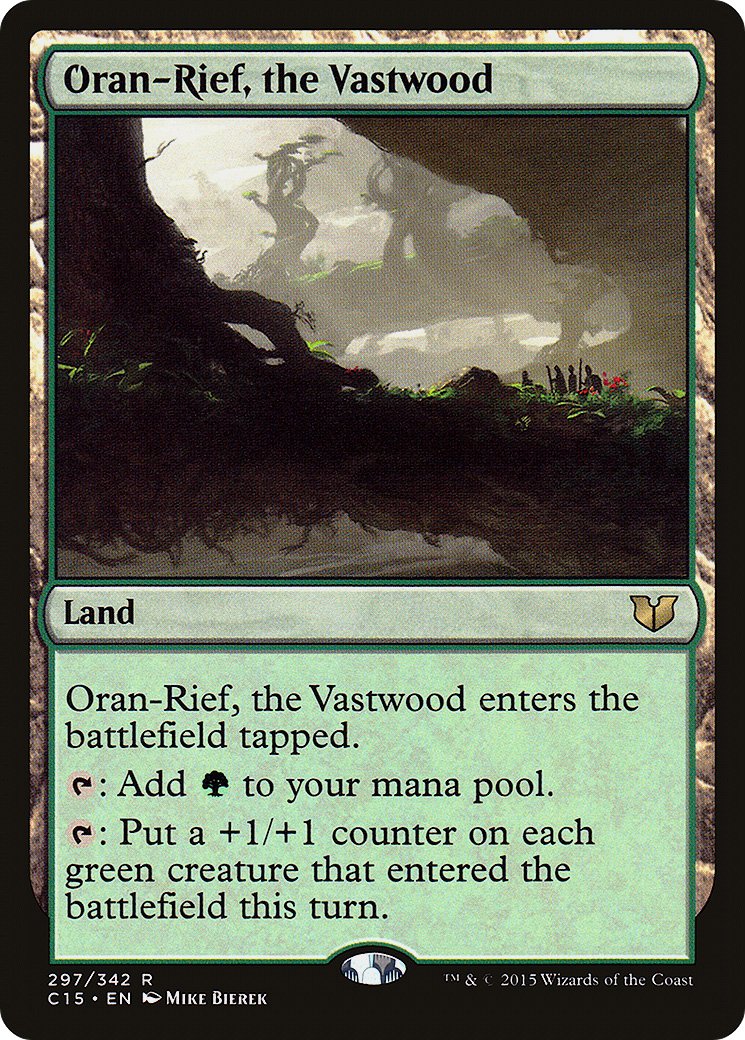 Oran-Rief, the Vastwood
Land
Oran-Rief, the Vastwood enters the
battlefield tapped.
: Add to your mana pool.
: Put a +1/+1 counter on each
green creature that entered the
battlefield this turn.
297/342 R
C15 • EN Mike Bierek
™ & © 2015 Wizards of the Coast